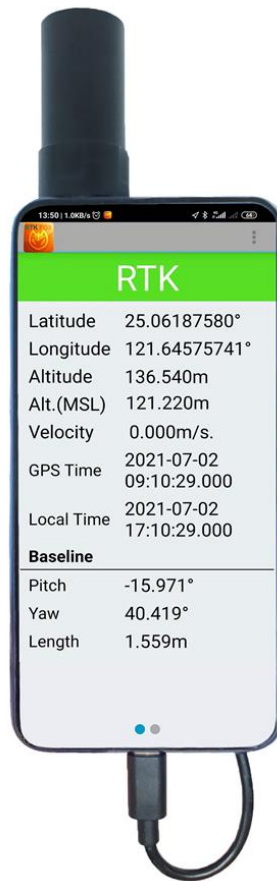 13:50 | 1.0KB/s
64
RTK
Latitude 25.06187580°
Longitude 121.64575741°
Altitude 136.540m
Alt.(MSL) 121.220m
Velocity 0.000m/s.
GPS Time 2021-07-02
09:10:29.000
Local Time 2021-07-02
17:10:29.000
Baseline
Pitch -15.971°
Yaw 40.419°
Length 1.559m